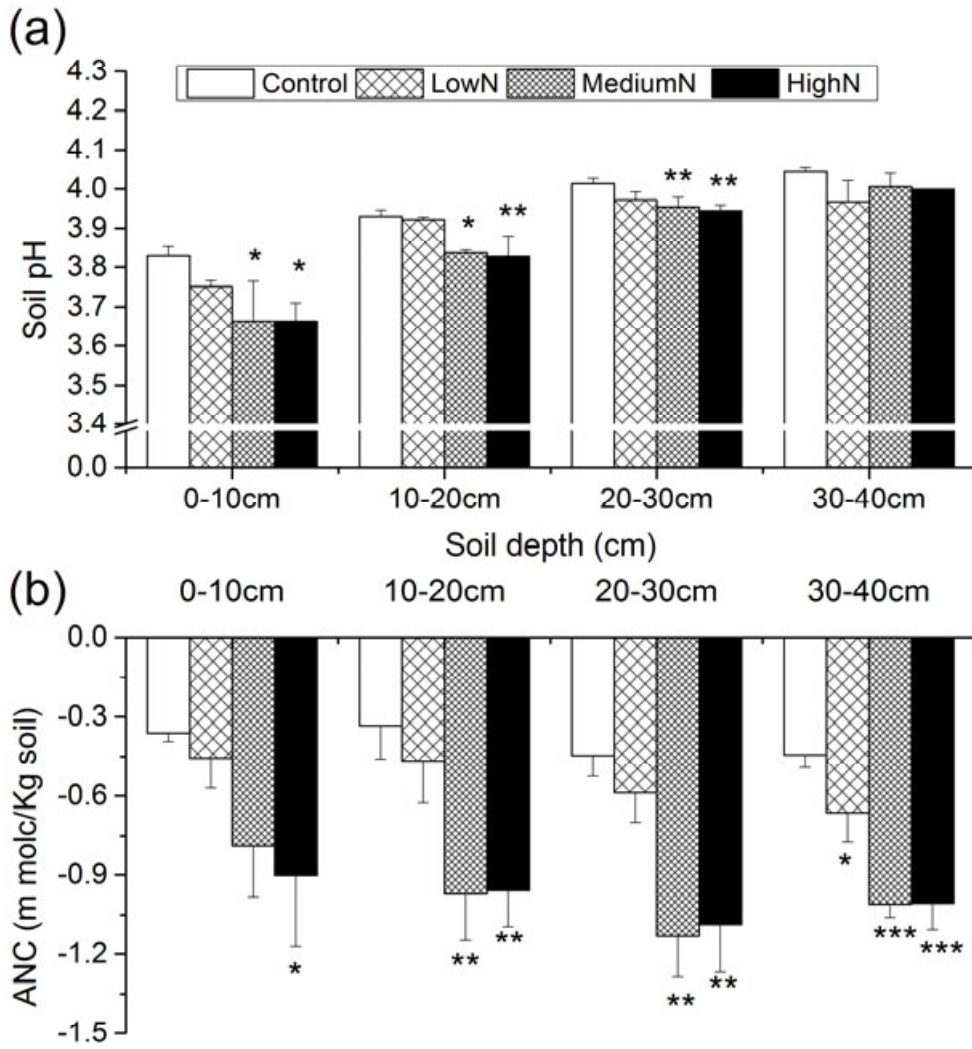 (a)
Control LowN MediumN HighN
4.3
4.2
4.1
4.0
3.9
3.8
3.7
3.6
3.5
3.4
0.0
Soil pH
* *
* **
** **
0-10cm 10-20cm 20-30cm 30-40cm
Soil depth (cm)
(b)
0-10cm 10-20cm 20-30cm 30-40cm
0.0
-0.3
-0.6
-0.9
-1.2
-1.5
ANC (m molc/Kg soil)
*
** **
** **
* *** ***